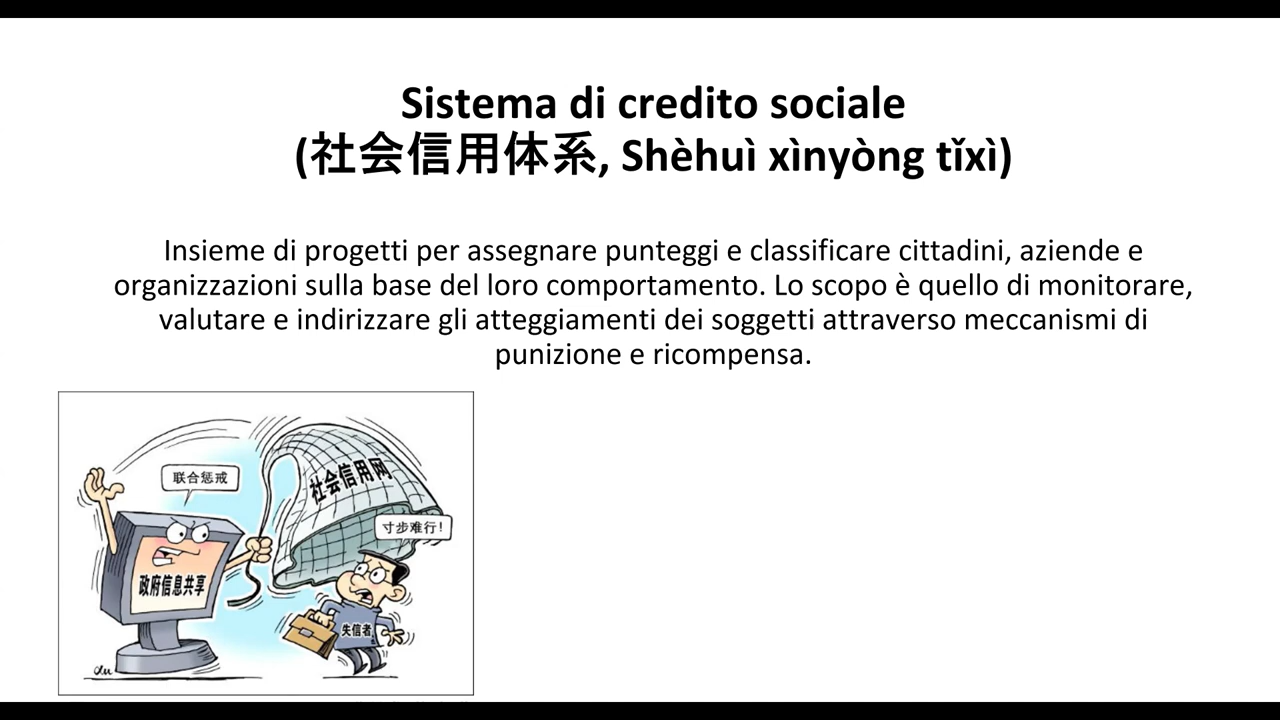 Sistema di credito sociale
(社会信用体系, Shèhuì xìnyòng tǐxì)
Insieme di progetti per assegnare punteggi e classificare cittadini, aziende e
organizzazioni sulla base del loro comportamento. Lo scopo è quello di monitorare,
valutare e indirizzare gli atteggiamenti dei soggetti attraverso meccanismi di
punizione e ricompensa.
联合惩戒
社会信用网
寸步难行!
政府信息共享
失信者